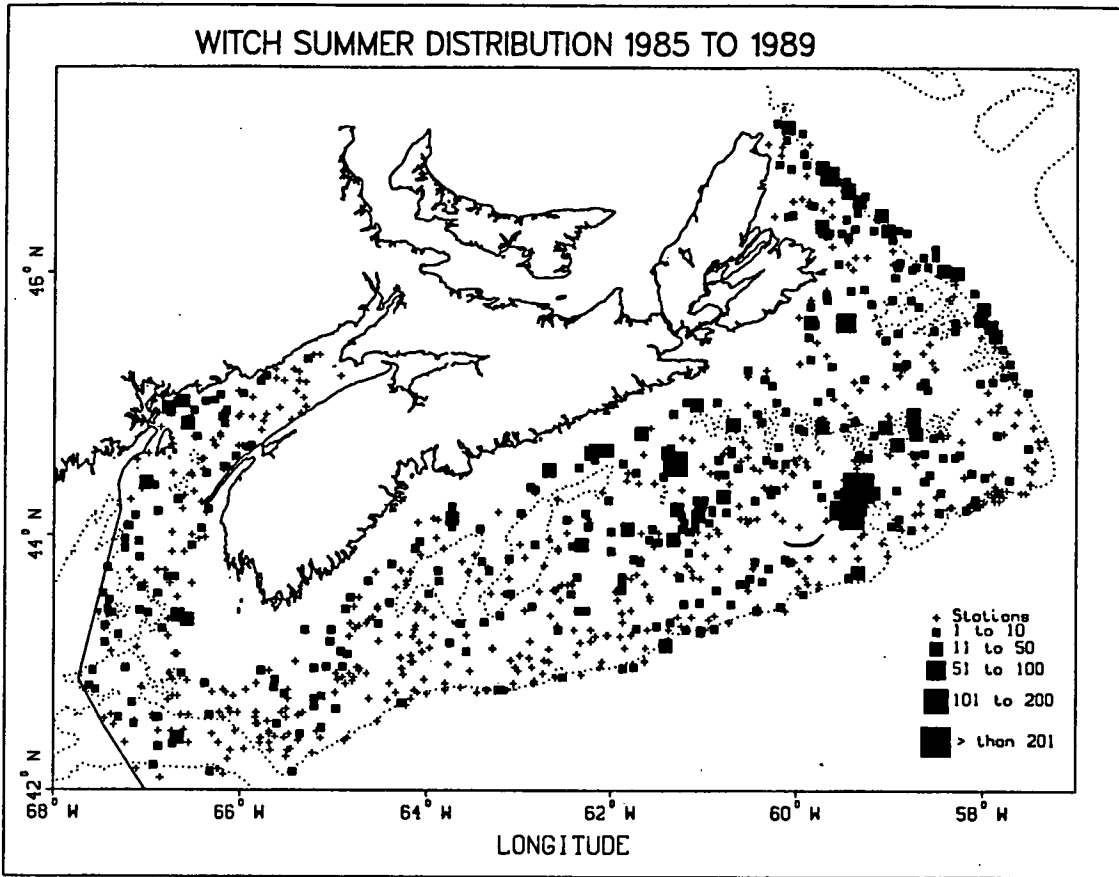 WITCH SUMMER DISTRIBUTION 1985 TO 1989
46° N
44° N
42° N
Stations
1 to 10
11 to 50
51 to 100
101 to 200
> than 201
68° W 66° W 64° W 62° W 60° W 58° W
LONGITUDE